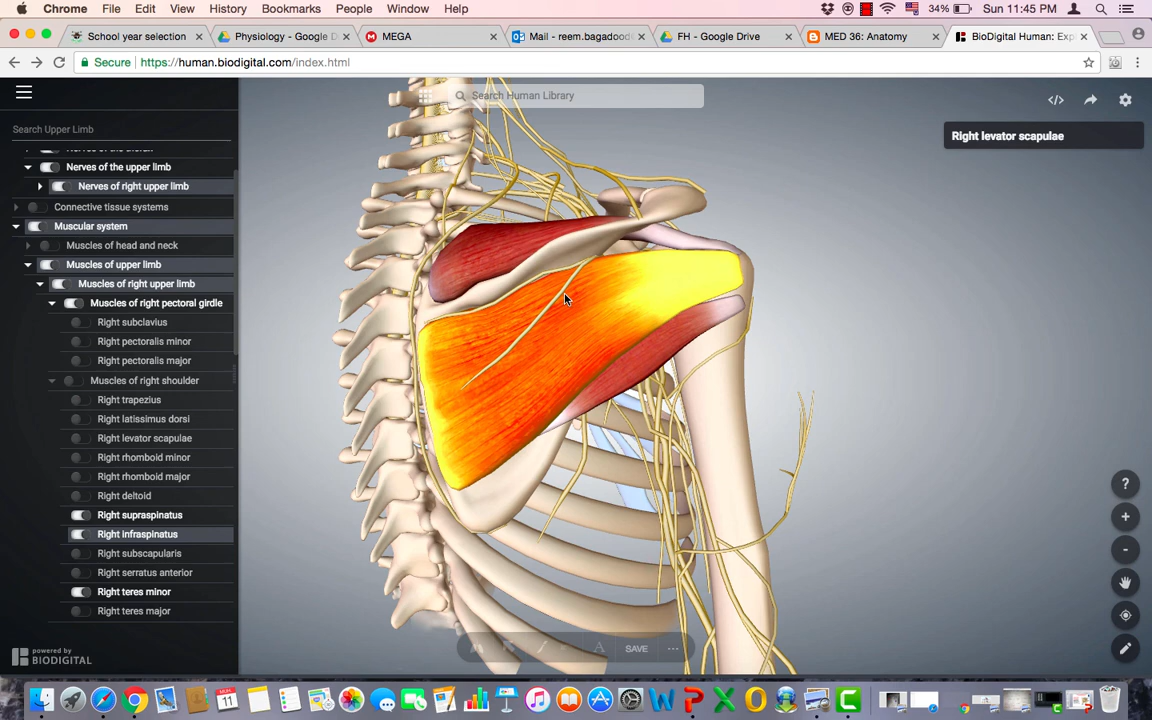 Chrome File Edit View History Bookmarks People Window Help 34% Sun 11:45 PM
School year selection Physiology - Google D MEGA Mail - reem.bagadood FH - Google Drive MED 36: Anatomy BioDigital Human: Exp
Secure https://human.biodigital.com/index.html
Search Human Library
Search Upper Limb
Right levator scapulae
Nerves of the upper limb
Nerves of right upper limb
Connective tissue systems
Muscular system
Muscles of head and neck
Muscles of upper limb
Muscles of right upper limb
Muscles of right pectoral girdle
Right subclavius
Right pectoralis minor
Right pectoralis major
Muscles of right shoulder
Right trapezius
Right latissimus dorsi
Right levator scapulae
Right rhomboid minor
Right rhomboid major
Right deltoid
Right supraspinatus
Right infraspinatus
Right subscapularis
Right serratus anterior
Right teres minor
Right teres major
?
+
-
A SAVE ...
powered by
BIODIGITAL